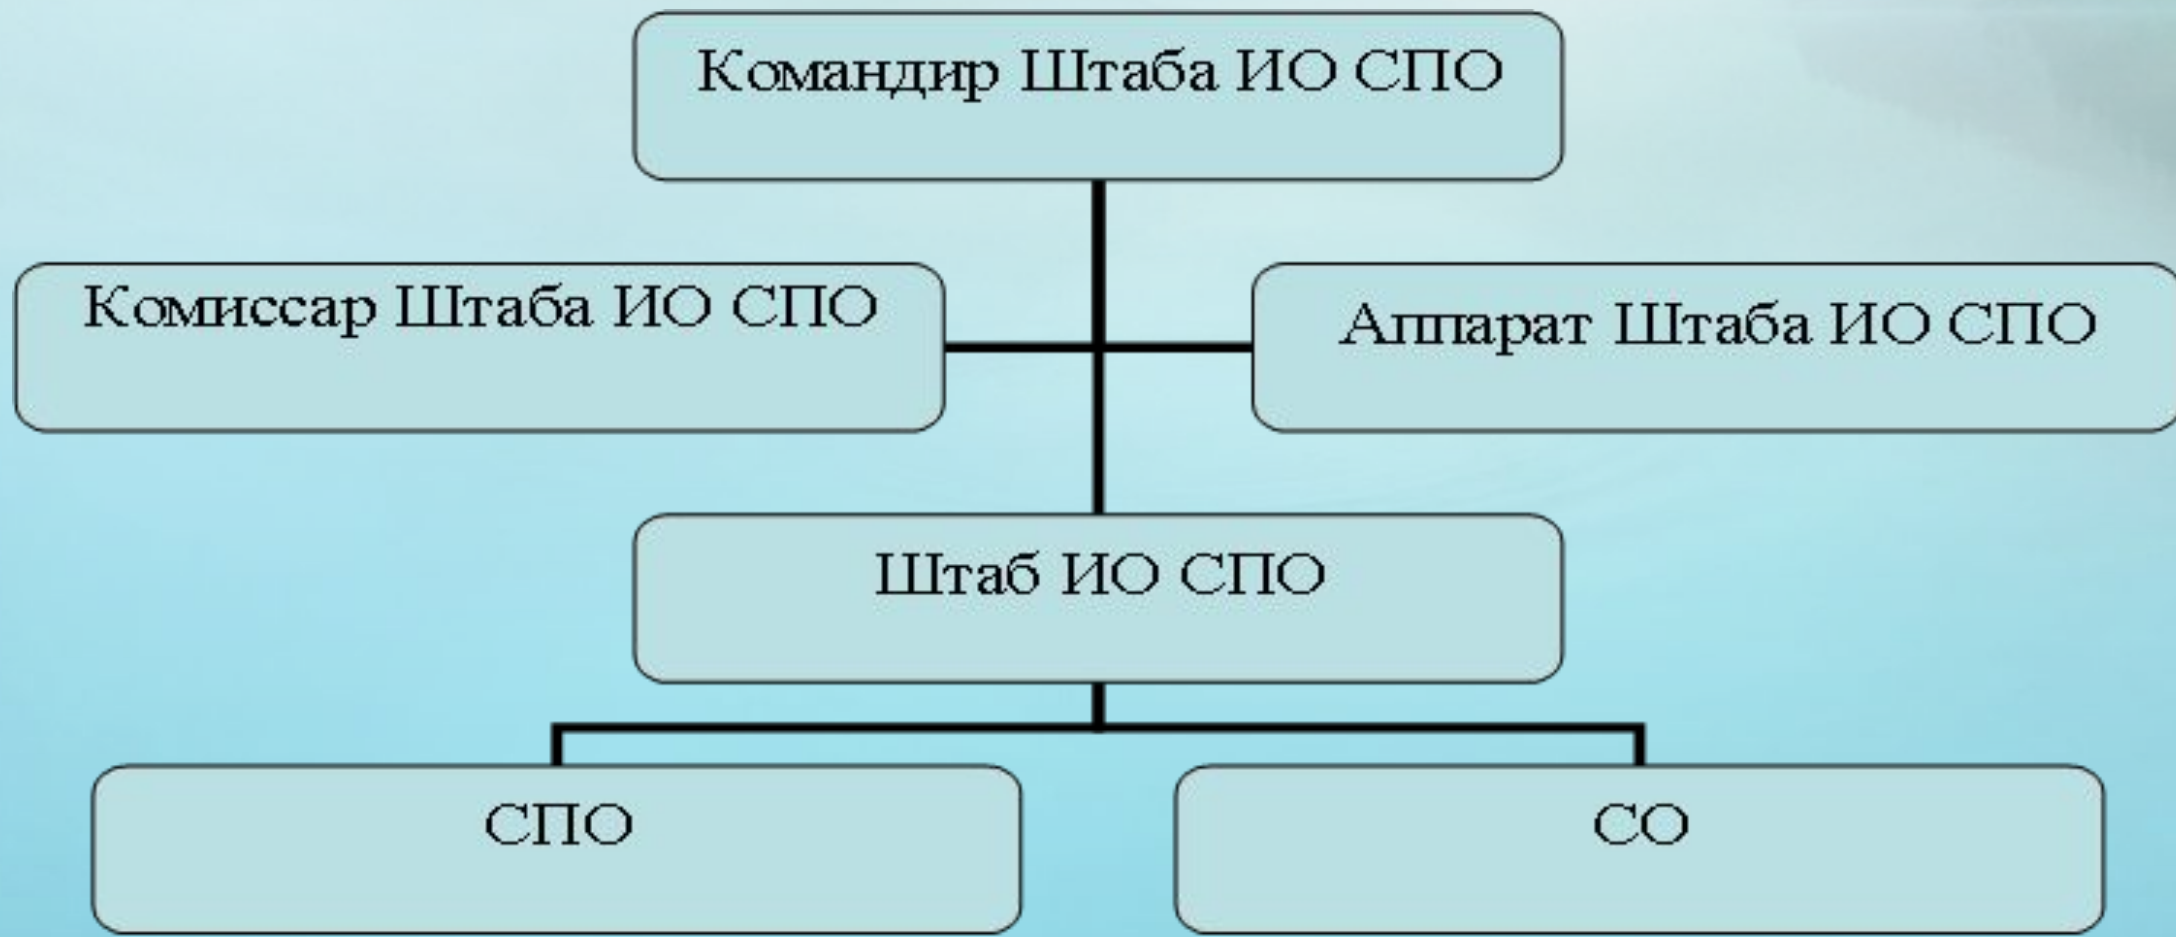 Командир Штаба ИО СПО
Комиссар Штаба ИО СПО
Аппарат Штаба ИО СПО
Штаб ИО СПО
СПО
СО